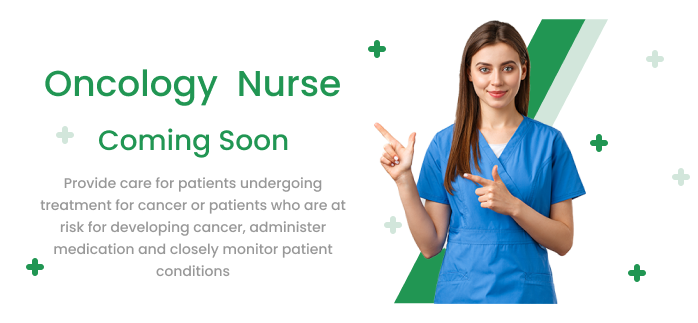 Oncology Nurse
Coming Soon
Provide care for patients undergoing
treatment for cancer or patients who are at
risk for developing cancer, administer
medication and closely monitor patient
conditions